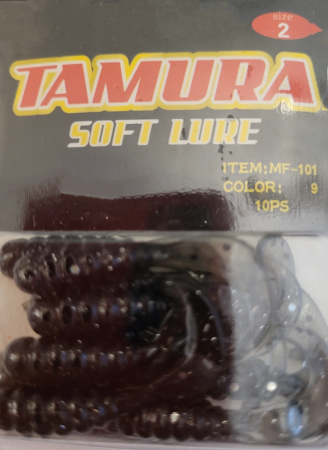 size
2
TAMURA
SOFT LURE
ITEM:MF-101
COLOR: 9
10PS